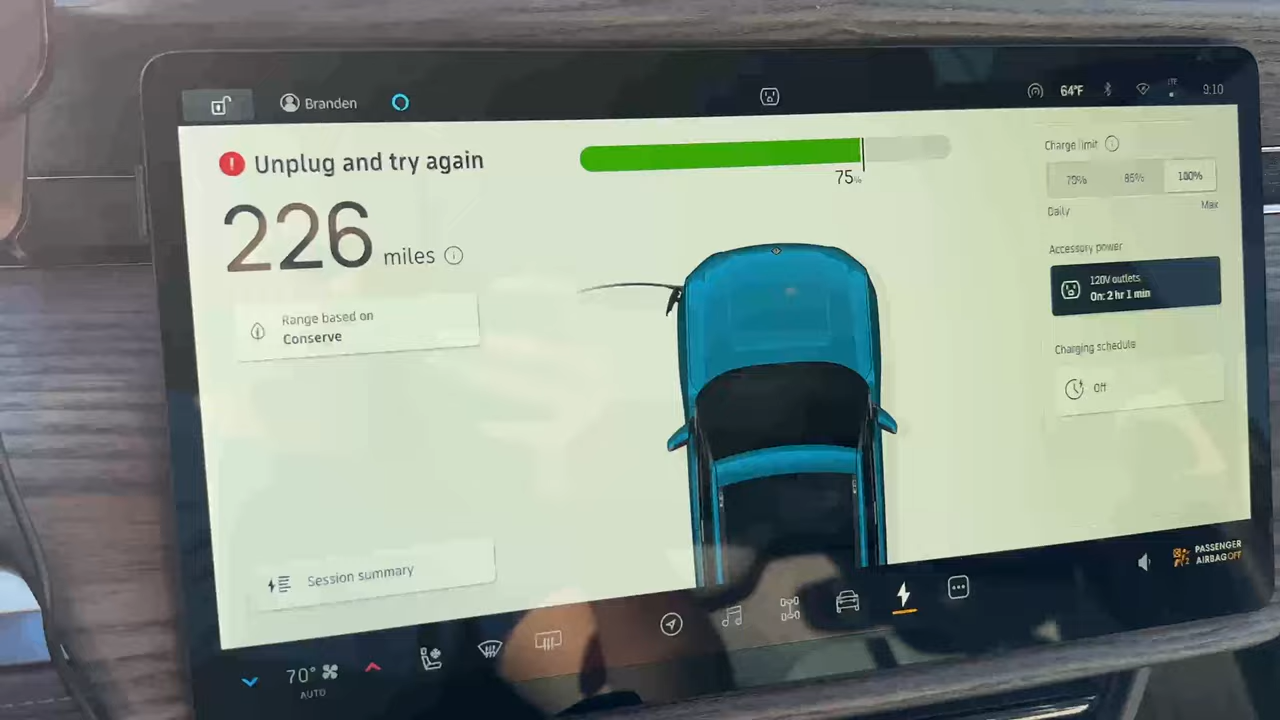 Branden
64°F
LTE
9:10
Unplug and try again
75%
226 miles
Range based on
Conserve
Session summary
Charge limit
70%
85%
100%
Daily
Max
Accessory power
120V outlets
On: 2 hr 1 min
Charging schedule
Off
70°
AUTO
PASSENGER
AIRBAG OFF